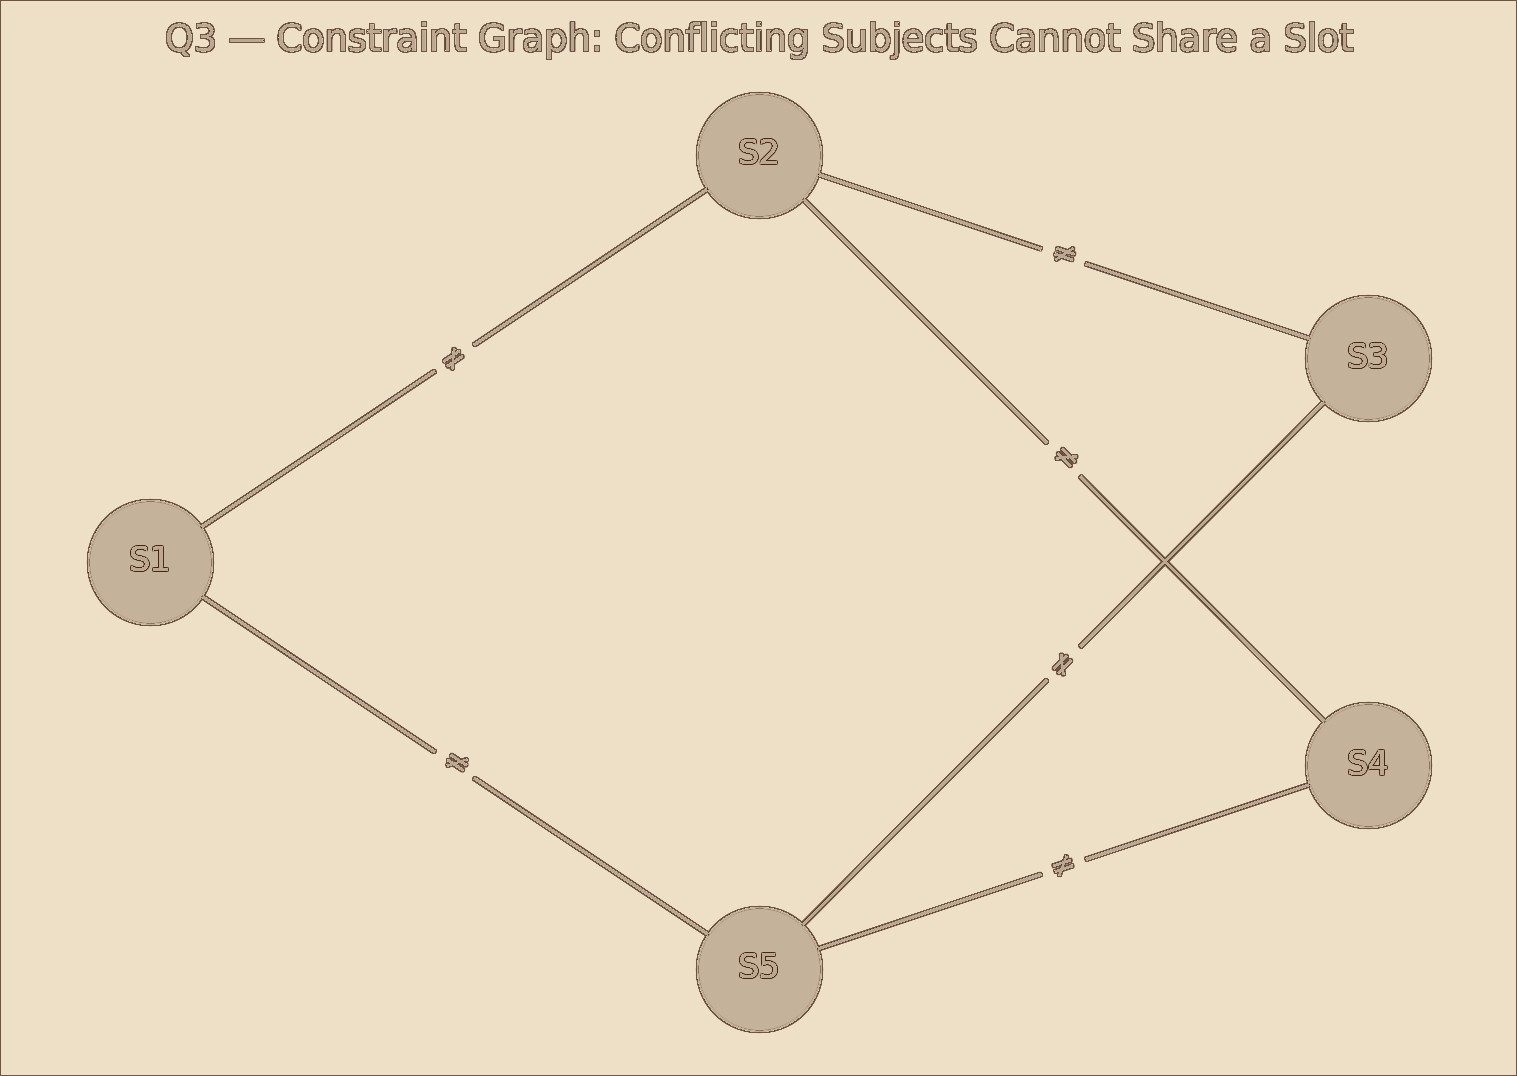 Q3 — Constraint Graph: Conflicting Subjects Cannot Share a Slot
S2
≠
S3
≠
≠
S1
≠
S4
≠
≠
S5